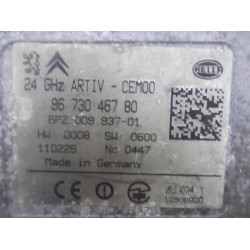 HELLA
24 GHz ARTIV - CEM00
96 730 467 80
6PZ 009 937-01
HW 0008 SW 0600
110225 Nc 0447
Made in Germany